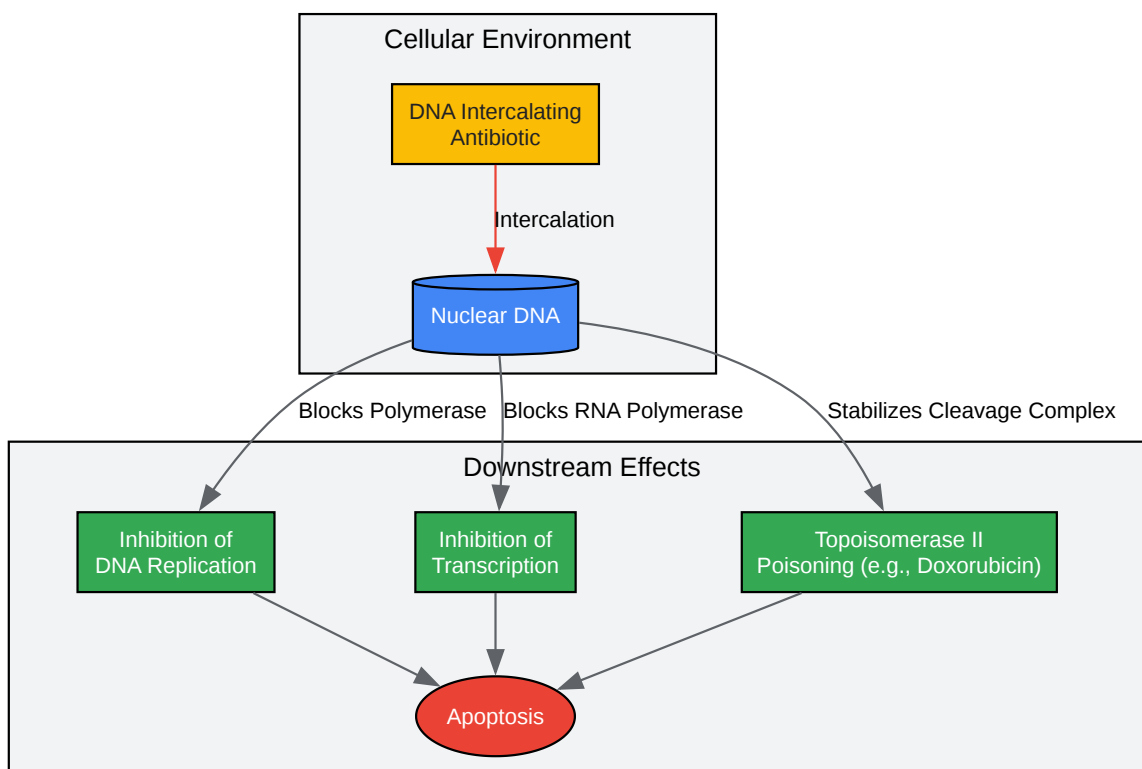 Cellular Environment
DNA Intercalating
Antibiotic
Intercalation
Nuclear DNA
Blocks Polymerase
Blocks RNA Polymerase
Stabilizes Cleavage Complex
Downstream Effects
Inhibition of
DNA Replication
Inhibition of
Transcription
Topoisomerase II
Poisoning (e.g., Doxorubicin)
Apoptosis